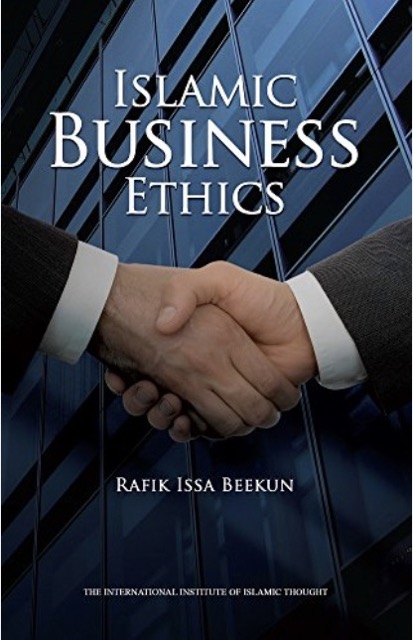 ISLAMIC
BUSINESS
ETHICS
RAFIK ISSA BEEKUN
THE INTERNATIONAL INSTITUTE OF ISLAMIC THOUGHT